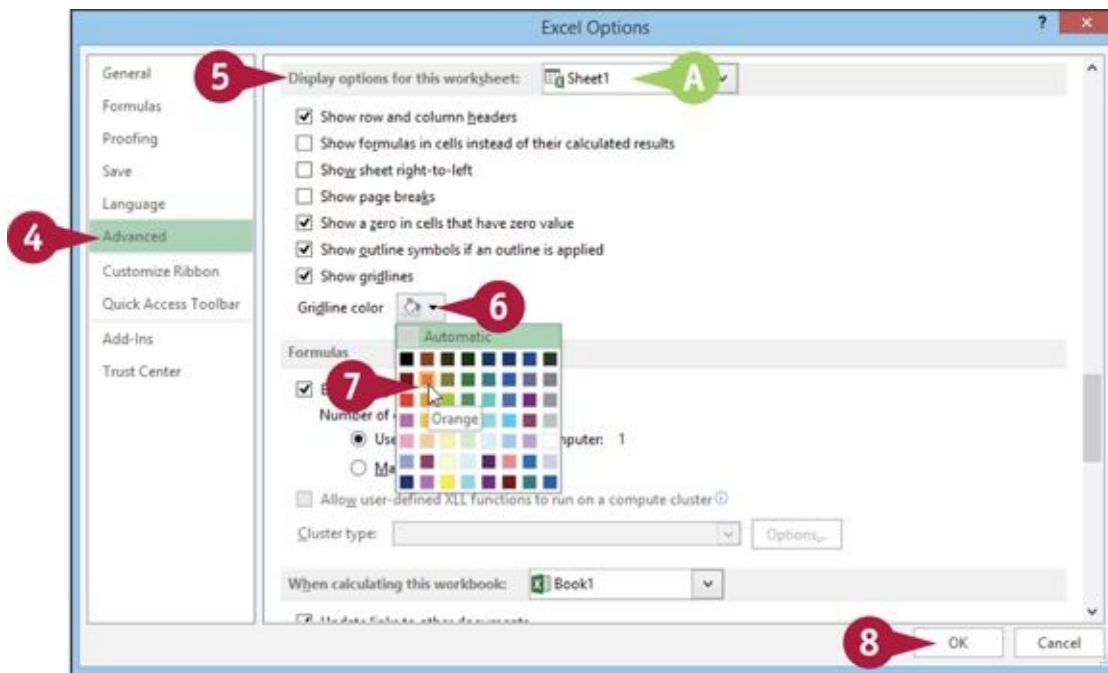 Excel Options
?
General
Formulas
Proofing
Save
Language
4
Advanced
Customize Ribbon
Quick Access Toolbar
Add-Ins
Trust Center
5
Display options for this worksheet:
Sheet1
A
Show row and column headers
Show formulas in cells instead of their calculated results
Show sheet right-to-left
Show page breaks
Show a zero in cells that have zero value
Show outline symbols if an outline is applied
Show gridlines
Gridline color
6
Automatic
Formulas
7
Number of
Orange
Use
1
Allow user-defined XLL functions to run on a compute cluster
Cluster type:
Options...
When calculating this workbook:
Book1
8
OK
Cancel